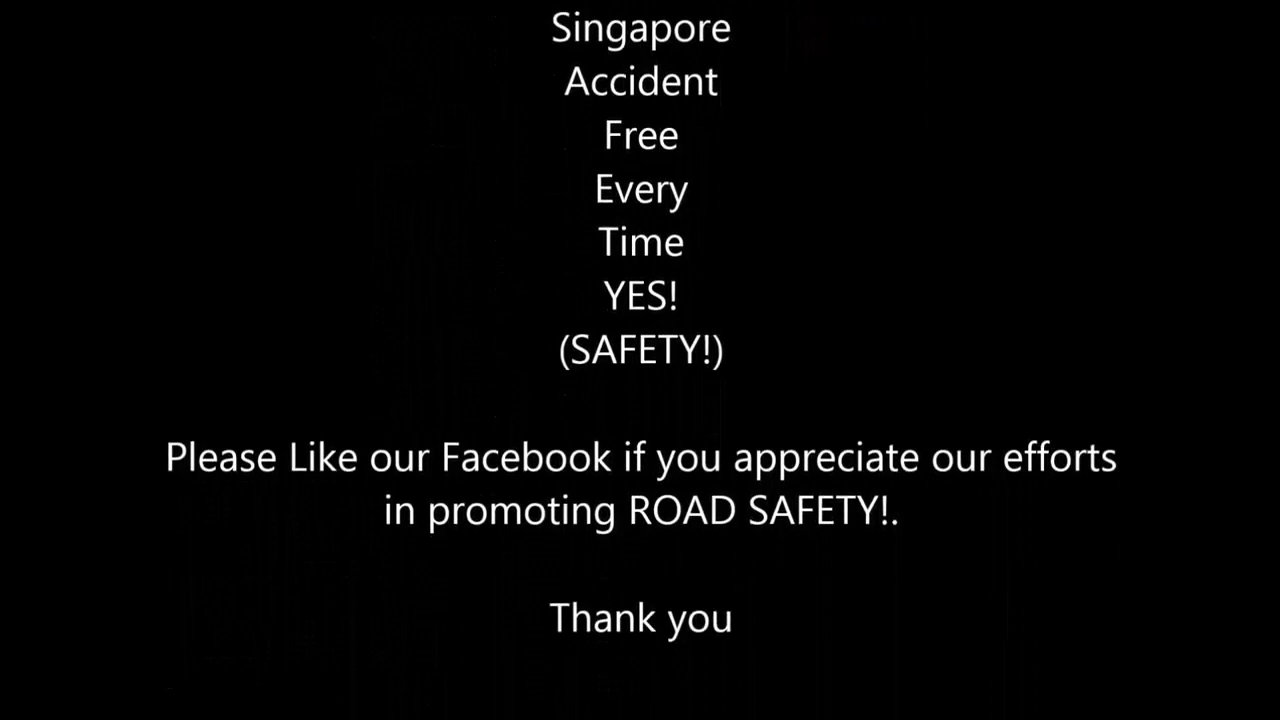 Singapore
Accident
Free
Every
Time
YES!
(SAFETY!)
Please Like our Facebook if you appreciate our efforts
in promoting ROAD SAFETY!.
Thank you